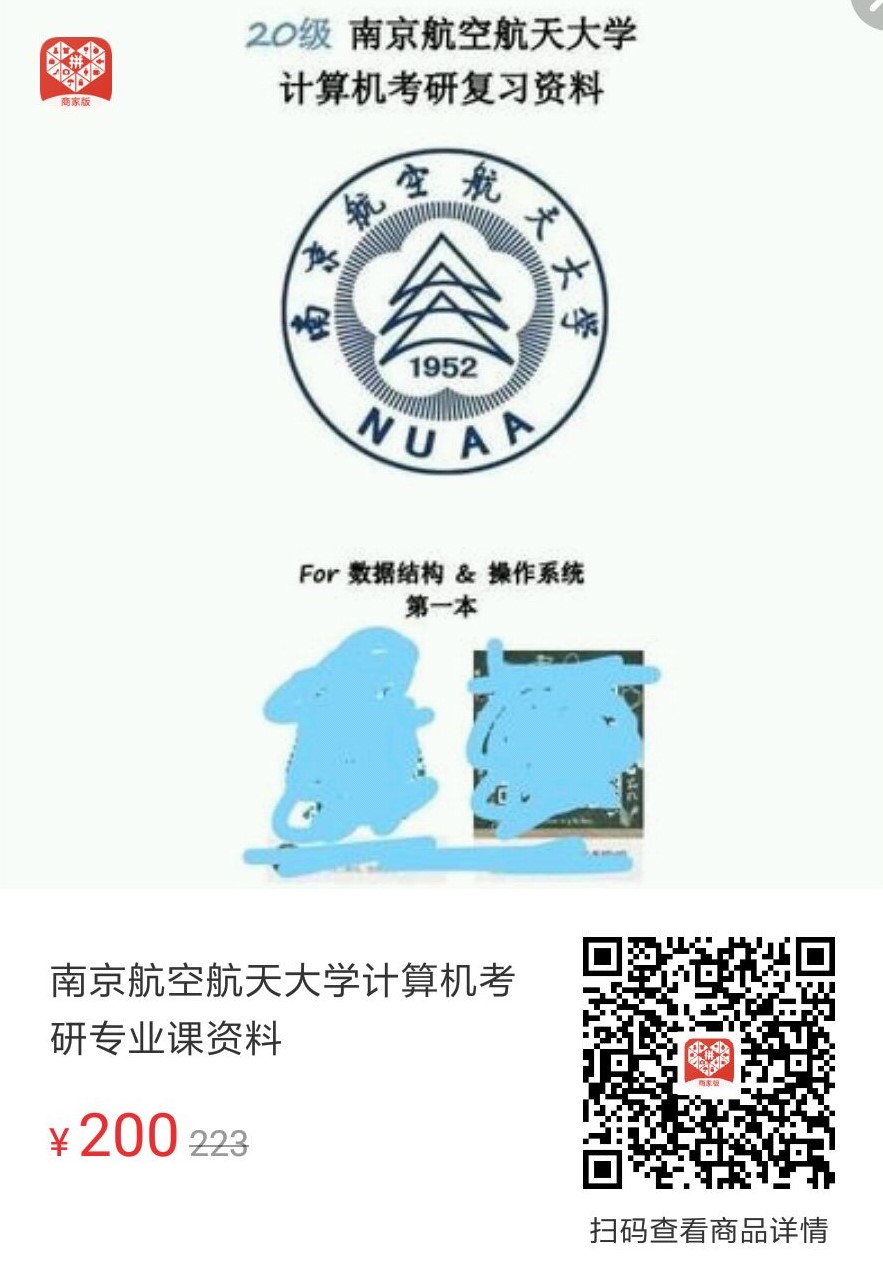 20级 南京航空航天大学
计算机考研复习资料
拼
商家版
南京航空航天大学
1952
NUAA
For 数据结构 & 操作系统
第一本
南京航空航天大学计算机考
研专业课资料
¥200 223
拼
商家版
扫码查看商品详情